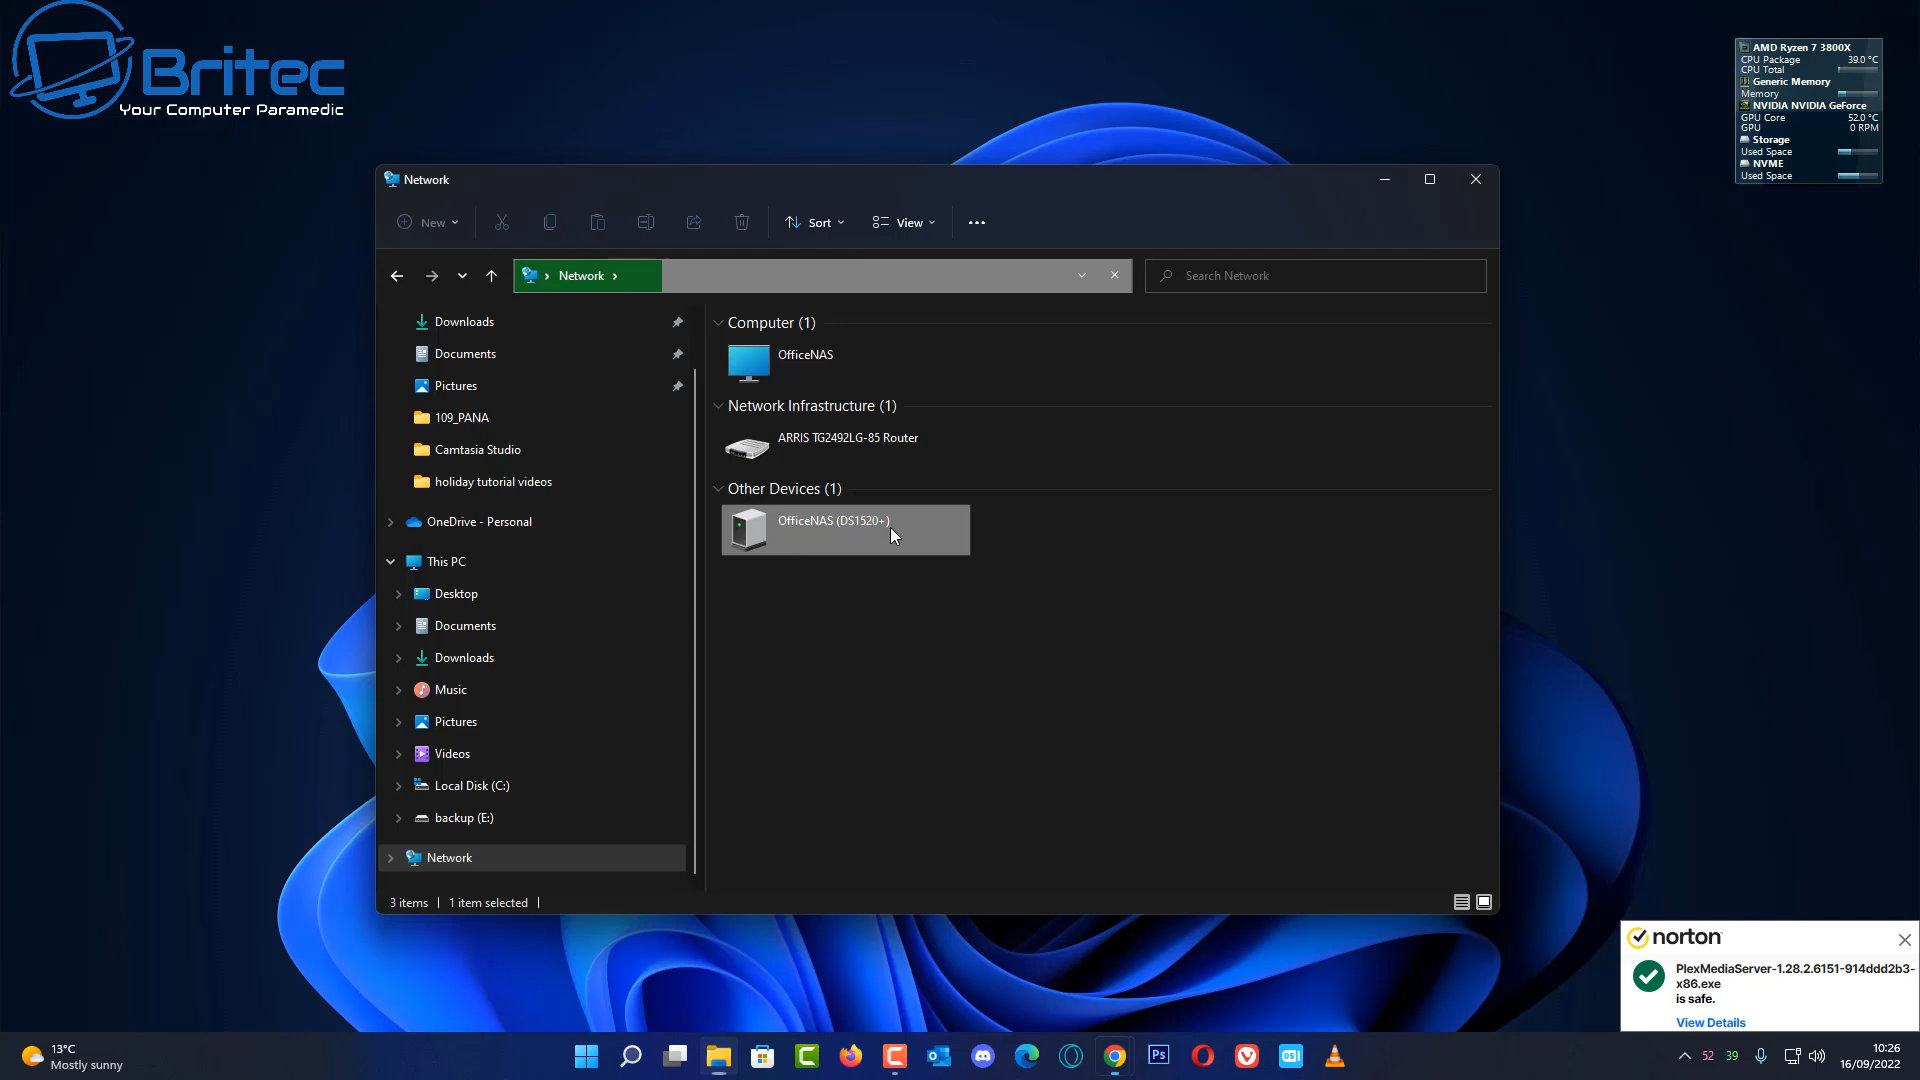 Britec
Your Computer Paramedic
AMD Ryzen 7 3800X
CPU Package 39.0 °C
CPU Total
Generic Memory
Memory
NVIDIA NVIDIA GeForce
GPU Core 52.0 °C
GPU 0 RPM
Storage
Used Space
NVME
Used Space
Network
New
Sort
View
Network
Search Network
Downloads
Documents
Pictures
109_PANA
Camtasia Studio
holiday tutorial videos
OneDrive - Personal
This PC
Desktop
Documents
Downloads
Music
Pictures
Videos
Local Disk (C:)
backup (E:)
Network
Computer (1)
OfficeNAS
Network Infrastructure (1)
ARRIS TG2492LG-85 Router
Other Devices (1)
OfficeNAS (DS1520+)
3 items
1 item selected
norton
PlexMediaServer-1.28.2.6151-914ddd2b3-
x86.exe
is safe.
View Details
13°C
Mostly sunny
Ps
52 39
10:26
16/09/2022